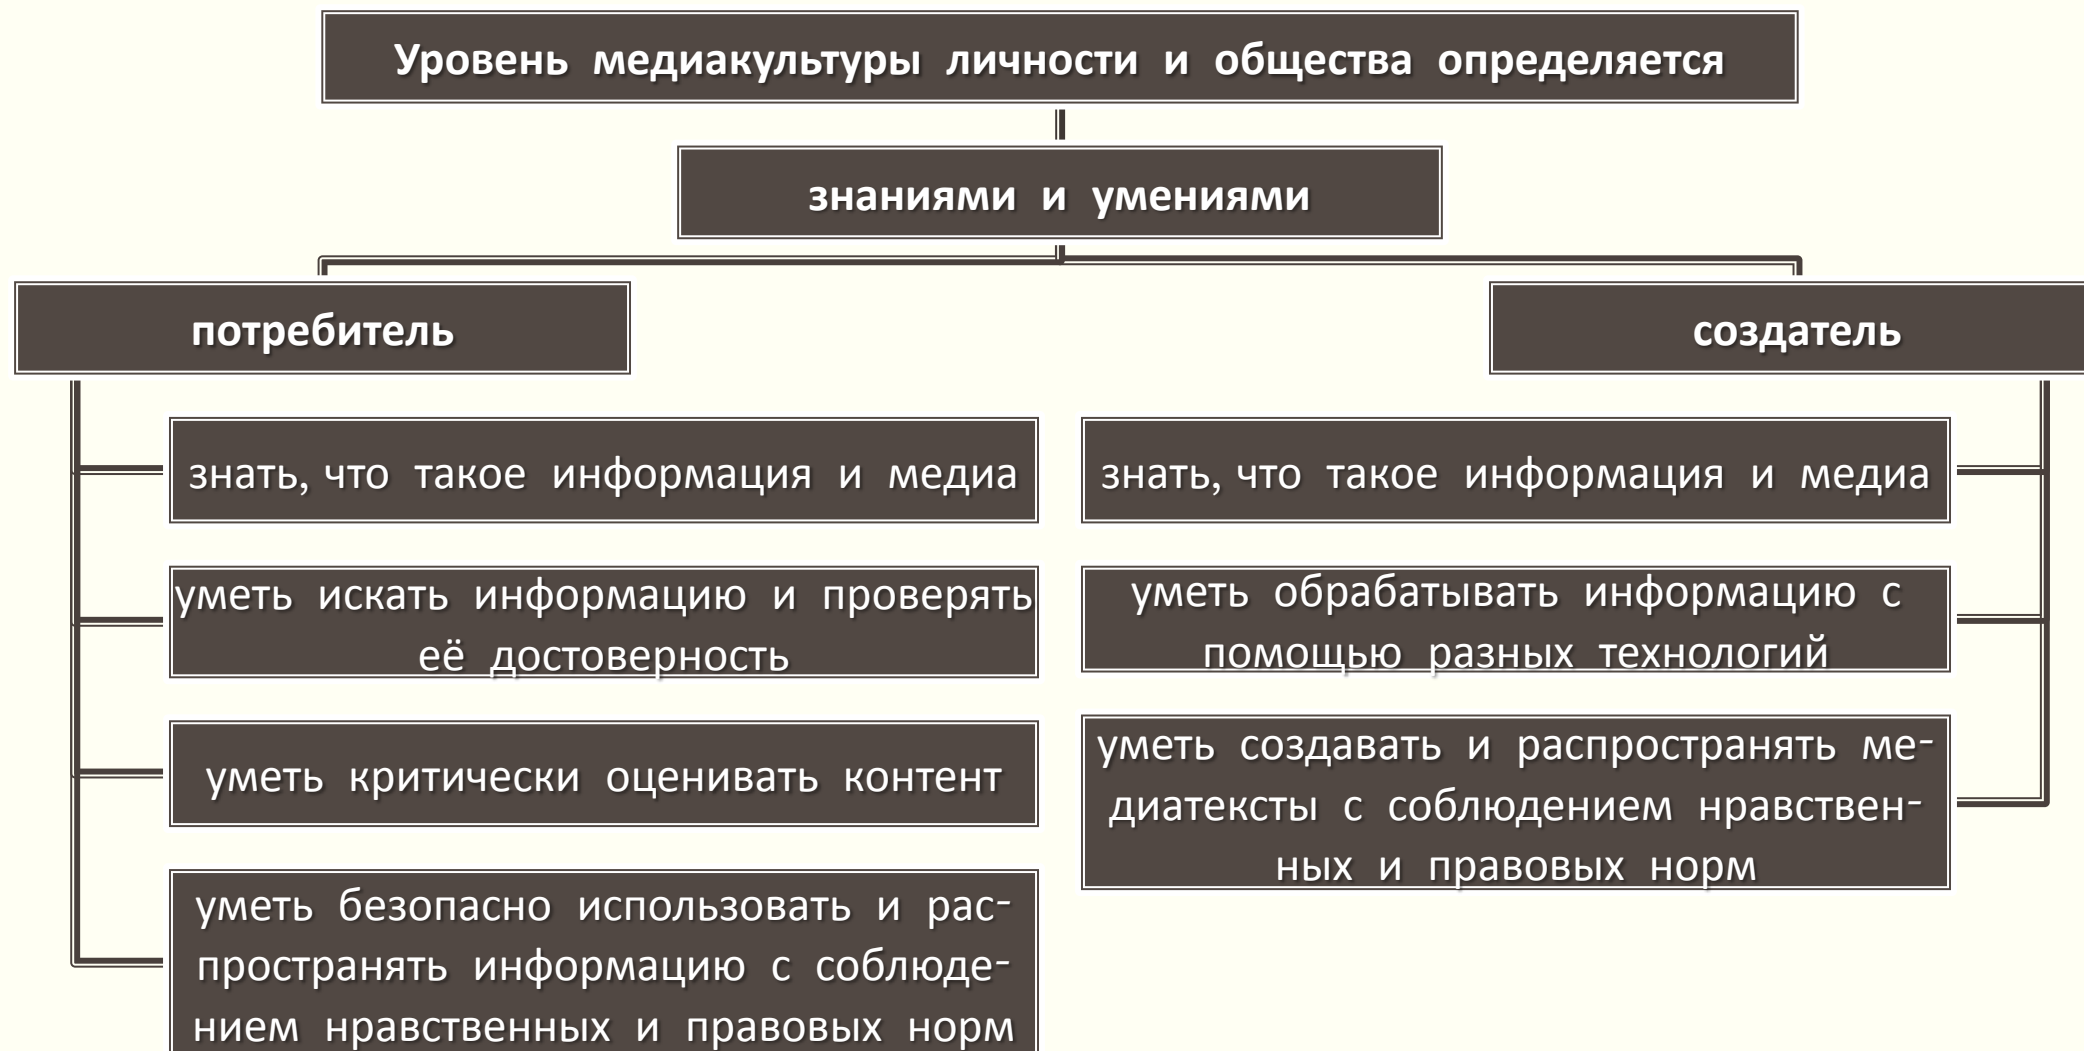 Уровень медиакультуры личности и общества определяется
знаниями и умениями
потребитель
знать, что такое информация и медиа
уметь искать информацию и проверять
её достоверность
уметь критически оценивать контент
уметь безопасно использовать и рас-
пространять информацию с соблюде-
нием нравственных и правовых норм
создатель
знать, что такое информация и медиа
уметь обрабатывать информацию с
помощью разных технологий
уметь создавать и распространять ме-
диатексты с соблюдением нравствен-
ных и правовых норм